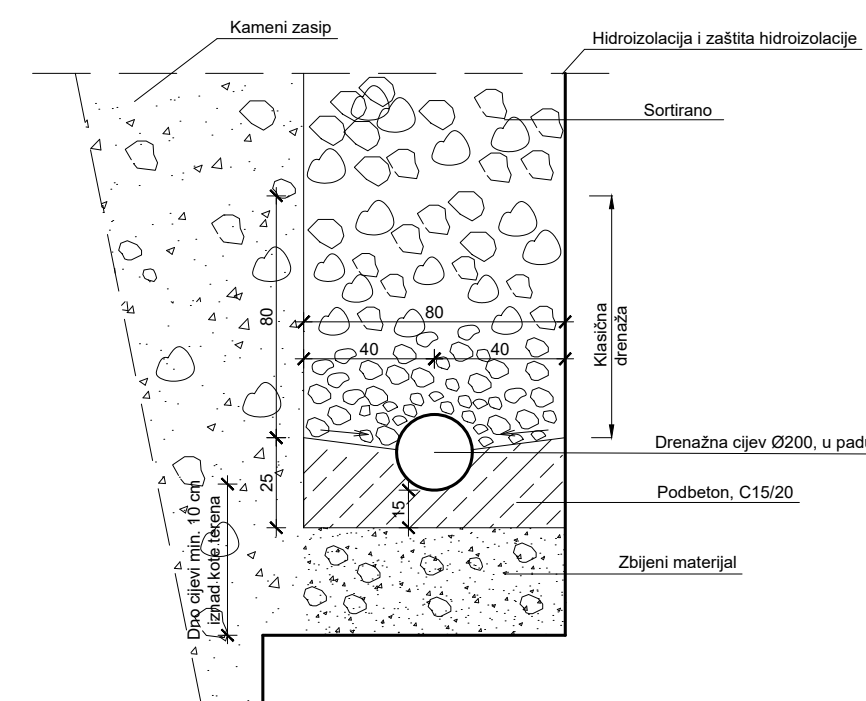 Kameni zasip
Hidroizolacija i zaštita hidroizolacije
Sortirano
80
80
40
40
Klasična
drenaža
Drenažna cijev Ø200, u padu
25
15
Podbeton, C15/20
Dno cijevi min. 10 cm
iznad kote terena
Zbijeni materijal